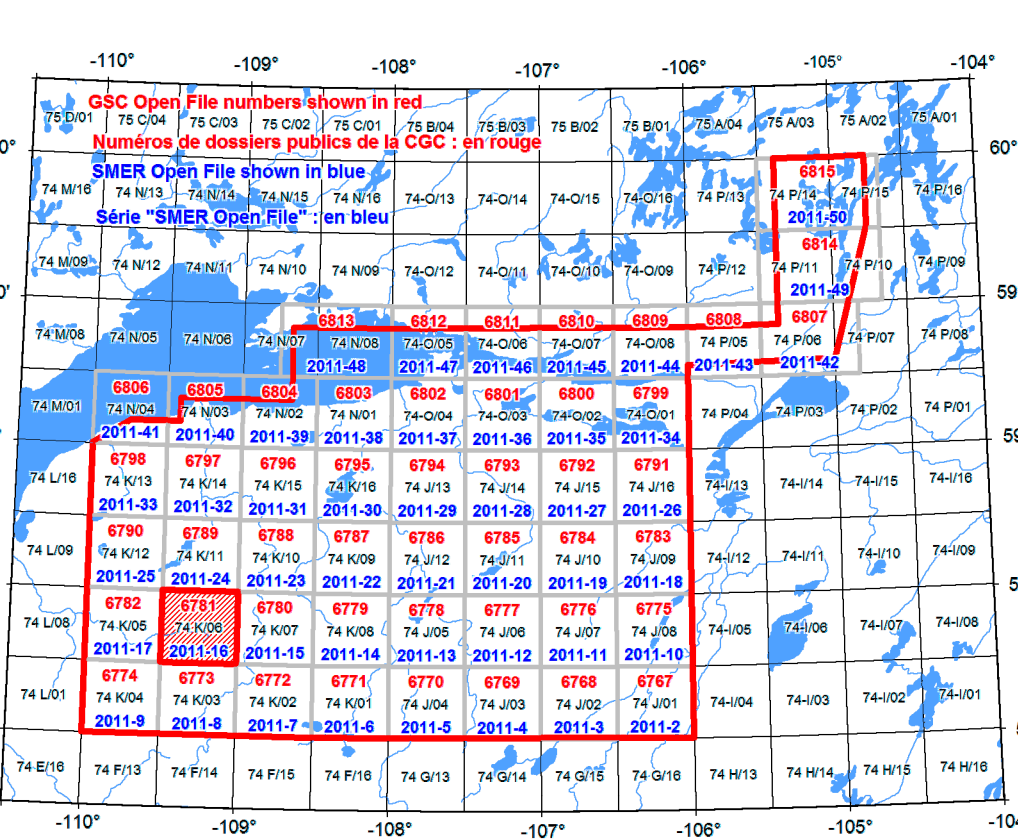 -110° -109° -108° -107° -106° -105° -104°
GSC Open File numbers shown in red
75 D/01 75 C/04 75 C/03 75 C/02 75 C/01 75 B/04 75 B/03 75 B/02 75 B/01 75 A/04 75 A/03 75 A/02 75 A/01
Numéros de dossiers publics de la CGC : en rouge
0° 60°
SMER Open File shown in blue
6815
74 M/16 74 N/13 74 N/14 74 N/15 74 N/16 74-O/13 74-O/14 74-O/15 74-O/16 74 P/13 74 P/14 74 P/15 74 P/16
Série "SMER Open File" : en bleu
2011-50
6814
74 M/09 74 N/12 74 N/11 74 N/10 74 N/09 74-O/12 74-O/11 74-O/10 74-O/09 74 P/12 74 P/11 74 P/10 74 P/09
2011-49
0' 59
6813 6812 6811 6810 6809 6808 6807
74 M/08 74 N/05 74 N/06 74 N/07 74 N/08 74-O/05 74-O/06 74-O/07 74-O/08 74 P/05 74 P/06 74 P/07 74 P/08
2011-48 2011-47 2011-46 2011-45 2011-44 2011-43 2011-42
6806 6805 6804 6803 6802 6801 6800 6799
74 M/01 74 N/04 74 N/03 74 N/02 74 N/01 74-O/04 74-O/03 74-O/02 74-O/01 74 P/04 74 P/03 74 P/02 74 P/01
2011-41 2011-40 2011-39 2011-38 2011-37 2011-36 2011-35 2011-34
59
6798 6797 6796 6795 6794 6793 6792 6791
74 L/16 74 K/13 74 K/14 74 K/15 74 K/16 74 J/13 74 J/14 74 J/15 74 J/16 74-I/13 74-I/14 74-I/15 74-I/16
2011-33 2011-32 2011-31 2011-30 2011-29 2011-28 2011-27 2011-26
6790 6789 6788 6787 6786 6785 6784 6783
74 L/09 74 K/12 74 K/11 74 K/10 74 K/09 74 J/12 74 J/11 74 J/10 74 J/09 74-I/12 74-I/11 74-I/10 74-I/09
2011-25 2011-24 2011-23 2011-22 2011-21 2011-20 2011-19 2011-18
5
6782 6781 6780 6779 6778 6777 6776 6775
74 L/08 74 K/05 74 K/06 74 K/07 74 K/08 74 J/05 74 J/06 74 J/07 74 J/08 74-I/05 74-I/06 74-I/07 74-I/08
2011-17 2011-16 2011-15 2011-14 2011-13 2011-12 2011-11 2011-10
6774 6773 6772 6771 6770 6769 6768 6767
74 L/01 74 K/04 74 K/03 74 K/02 74 K/01 74 J/04 74 J/03 74 J/02 74 J/01 74-I/04 74-I/03 74-I/02 74-I/01
2011-9 2011-8 2011-7 2011-6 2011-5 2011-4 2011-3 2011-2
74 E/16 74 F/13 74 F/14 74 F/15 74 F/16 74 G/13 74 G/14 74 G/15 74 G/16 74 H/13 74 H/14 74 H/15 74 H/16
-110° -109° -108° -107° -106° -105° -104